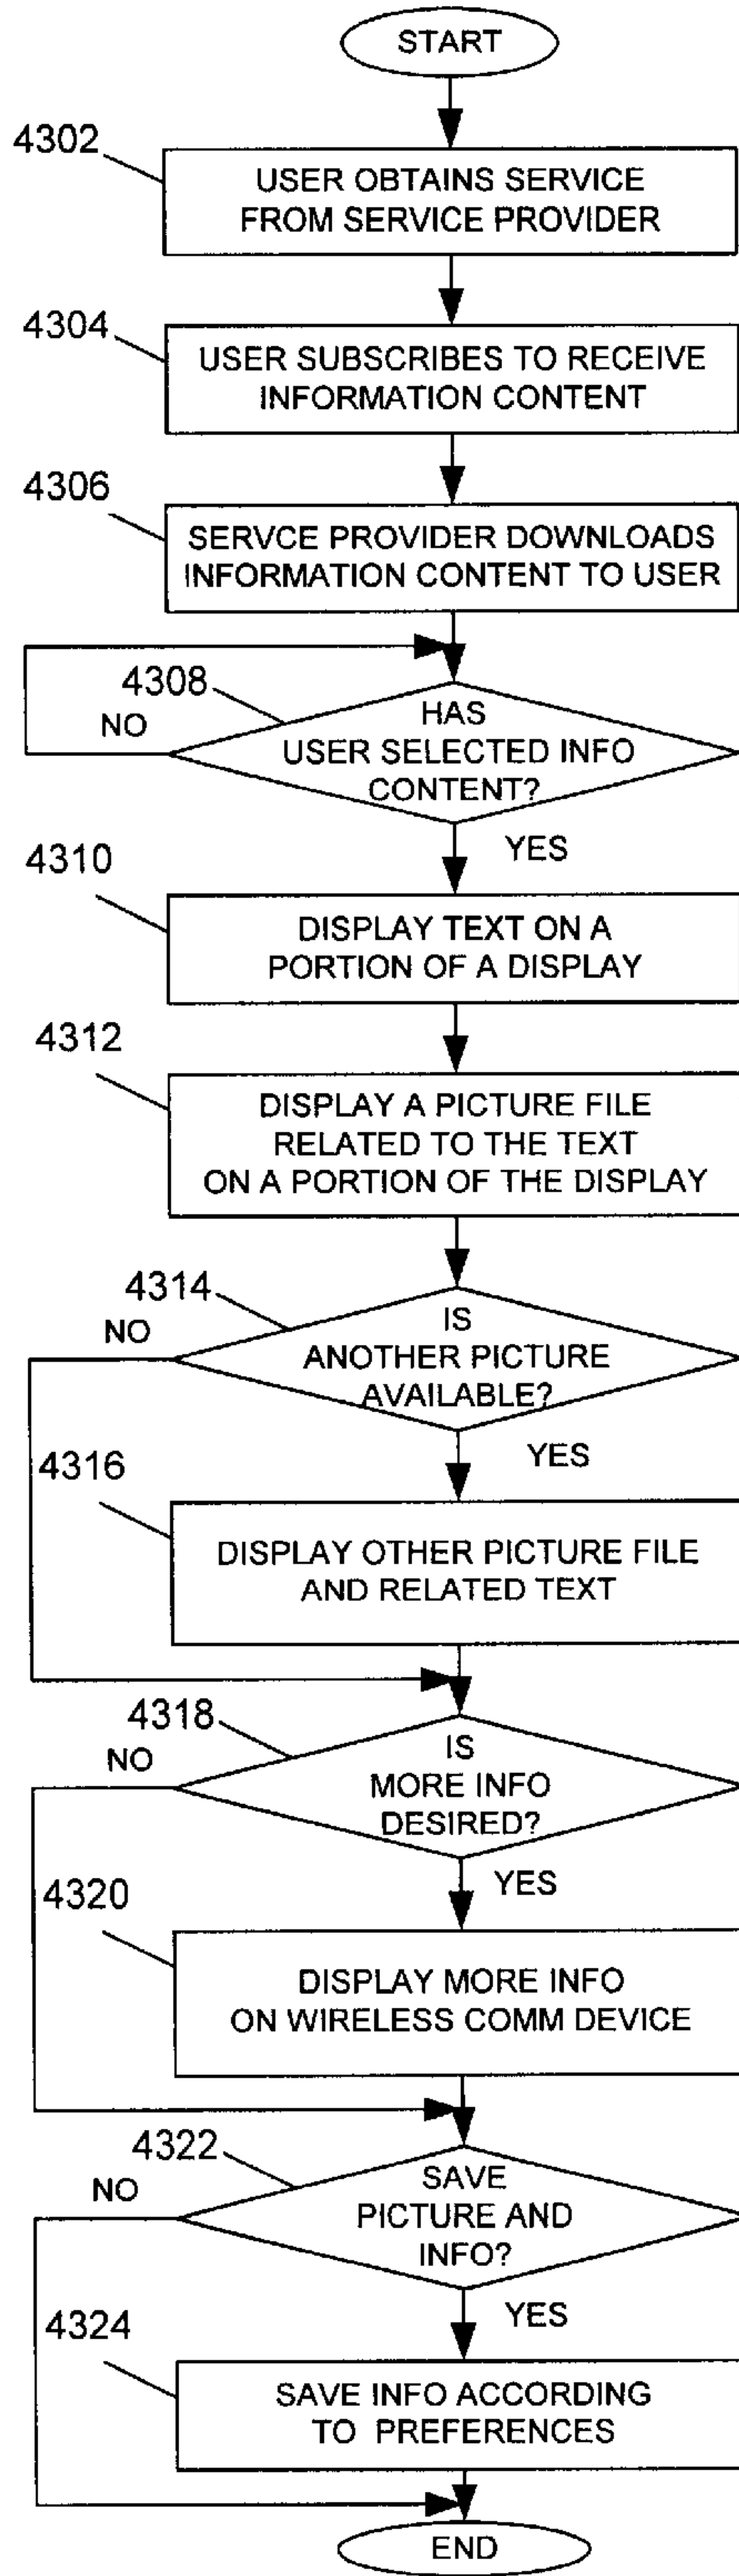 START
4302
USER OBTAINS SERVICE
FROM SERVICE PROVIDER
4304
USER SUBSCRIBES TO RECEIVE
INFORMATION CONTENT
4306
SERVCE PROVIDER DOWNLOADS
INFORMATION CONTENT TO USER
4308
NO
HAS
USER SELECTED INFO
CONTENT?
YES
4310
DISPLAY TEXT ON A
PORTION OF A DISPLAY
4312
DISPLAY A PICTURE FILE
RELATED TO THE TEXT
ON A PORTION OF THE DISPLAY
4314
NO
IS
ANOTHER PICTURE
AVAILABLE?
YES
4316
DISPLAY OTHER PICTURE FILE
AND RELATED TEXT
4318
NO
IS
MORE INFO
DESIRED?
YES
4320
DISPLAY MORE INFO
ON WIRELESS COMM DEVICE
4322
NO
SAVE
PICTURE AND
INFO?
YES
4324
SAVE INFO ACCORDING
TO PREFERENCES
END